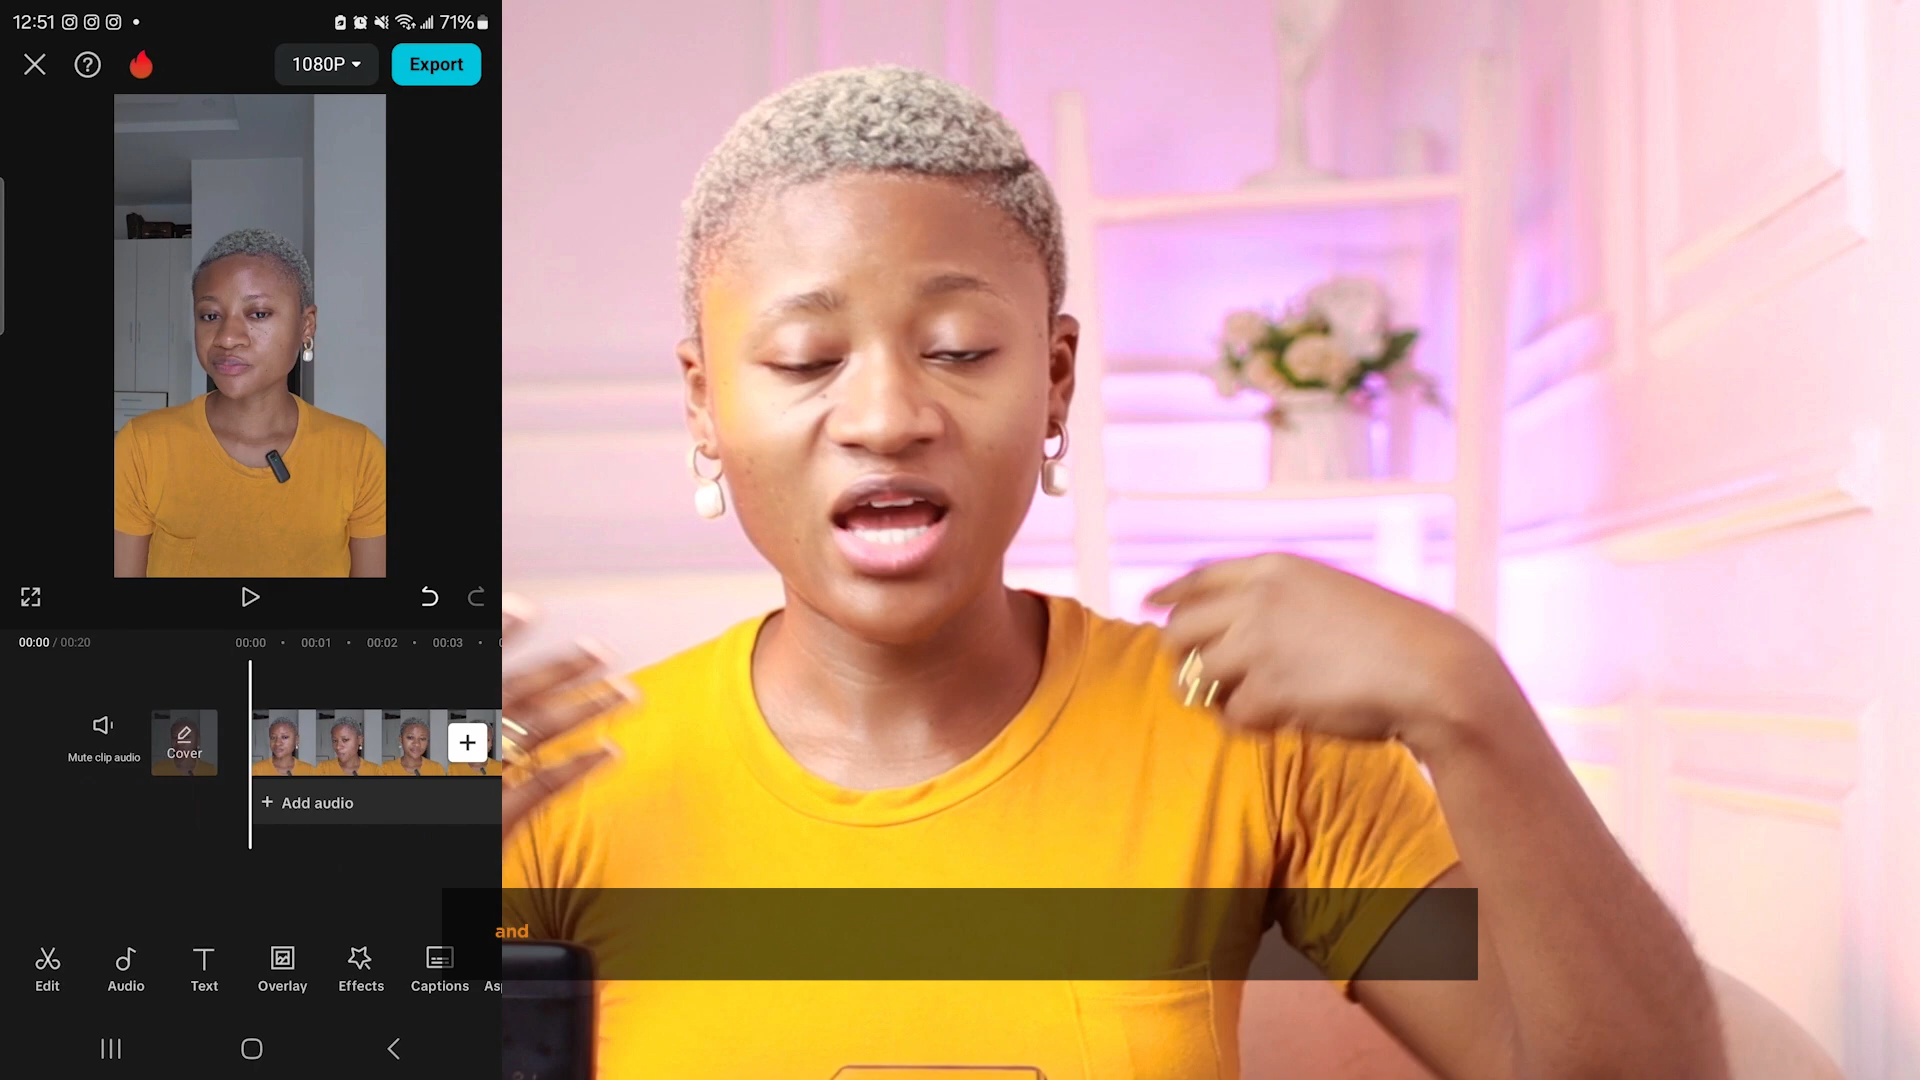 12:51 71%
1080P Export
00:00 / 00:20 00:00 00:01 00:02 00:03
Mute clip audio
Cover
+ Add audio
and
Edit Audio Text Overlay Effects Captions